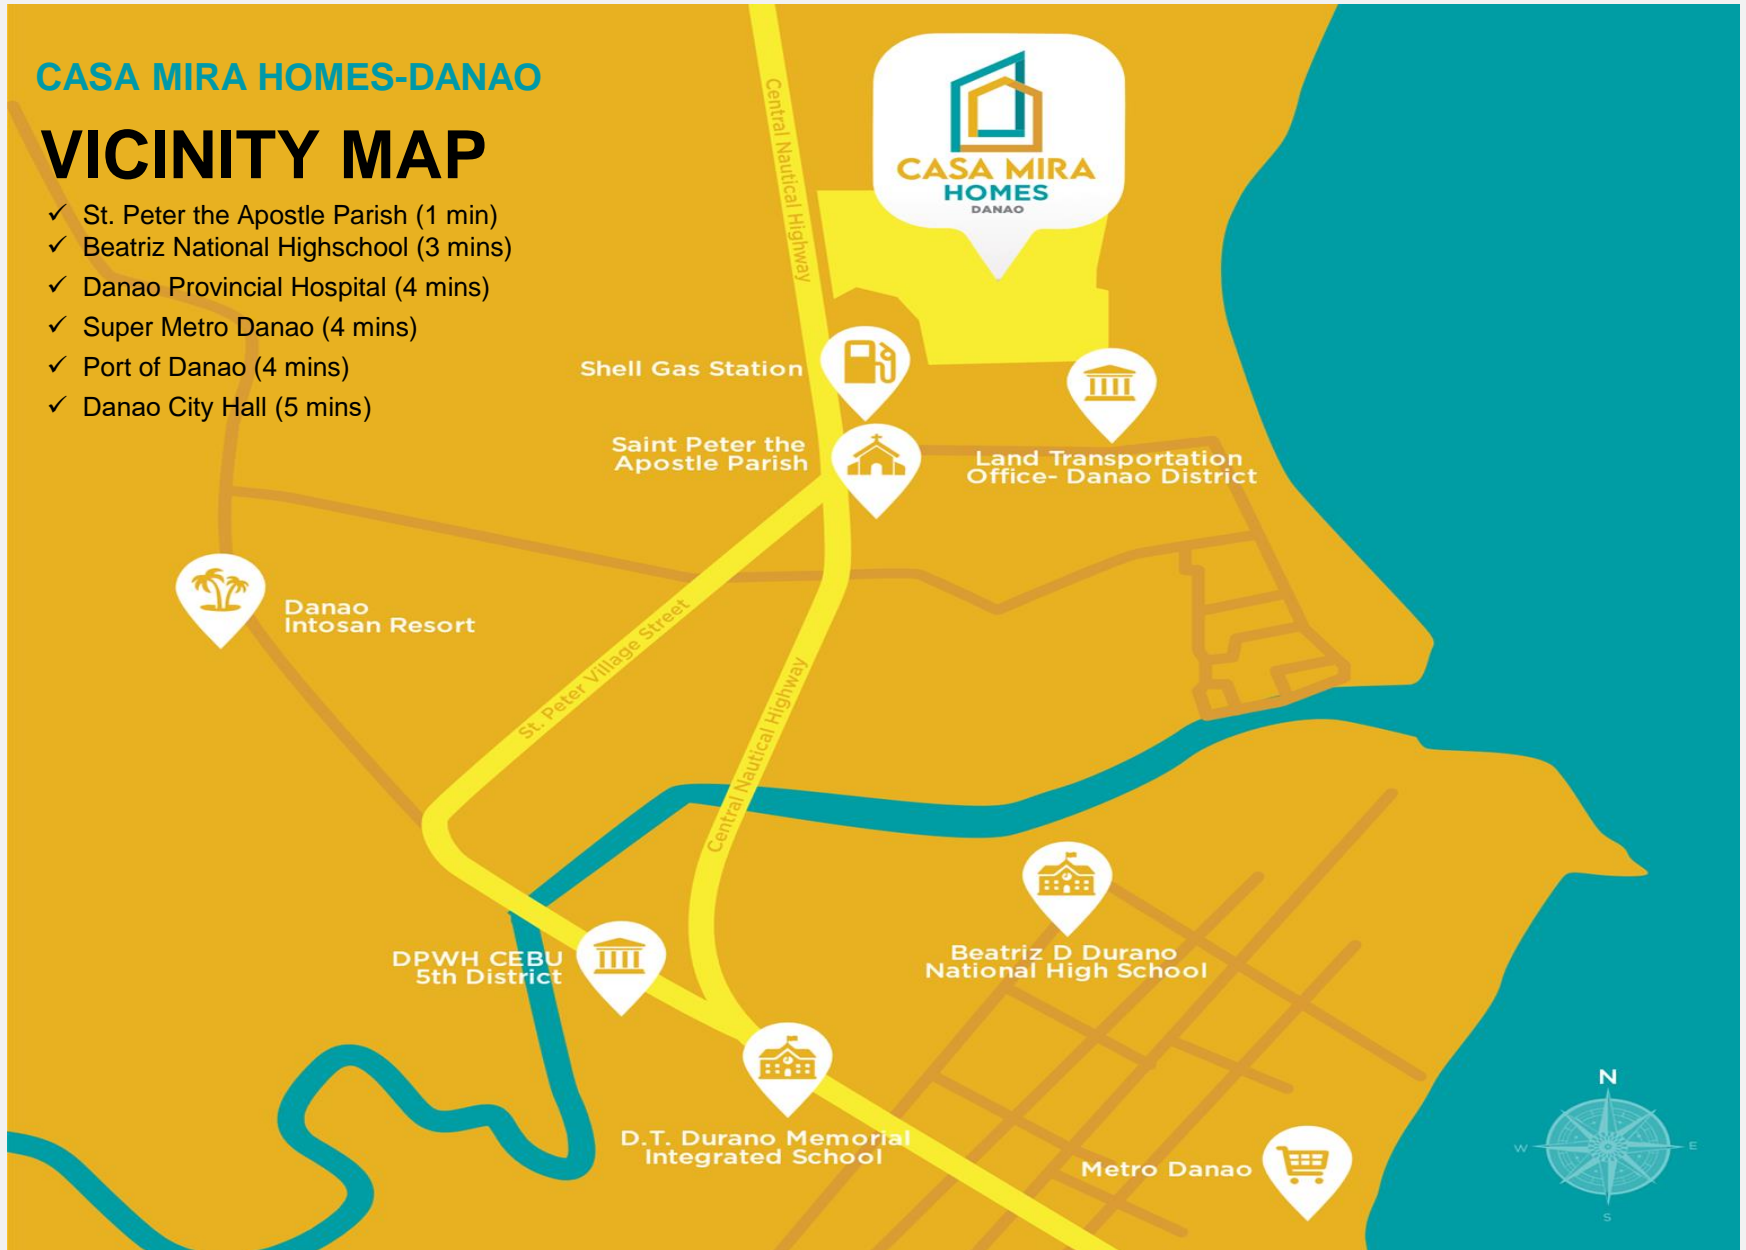 CASA MIRA HOMES-DANAO
VICINITY MAP
✓ St. Peter the Apostle Parish (1 min)
✓ Beatriz National Highschool (3 mins)
✓ Danao Provincial Hospital (4 mins)
✓ Super Metro Danao (4 mins)
✓ Port of Danao (4 mins)
✓ Danao City Hall (5 mins)
Central Nautical Highway
CASA MIRA
HOMES
DANAO
Shell Gas Station
Saint Peter the
Apostle Parish
Land Transportation
Office- Danao District
Danao
Intosan Resort
St. Peter Village Street
Central Nautical Highway
DPWH CEBU
5th District
Beatriz D Durano
National High School
D.T. Durano Memorial
Integrated School
Metro Danao
N
W
E
S